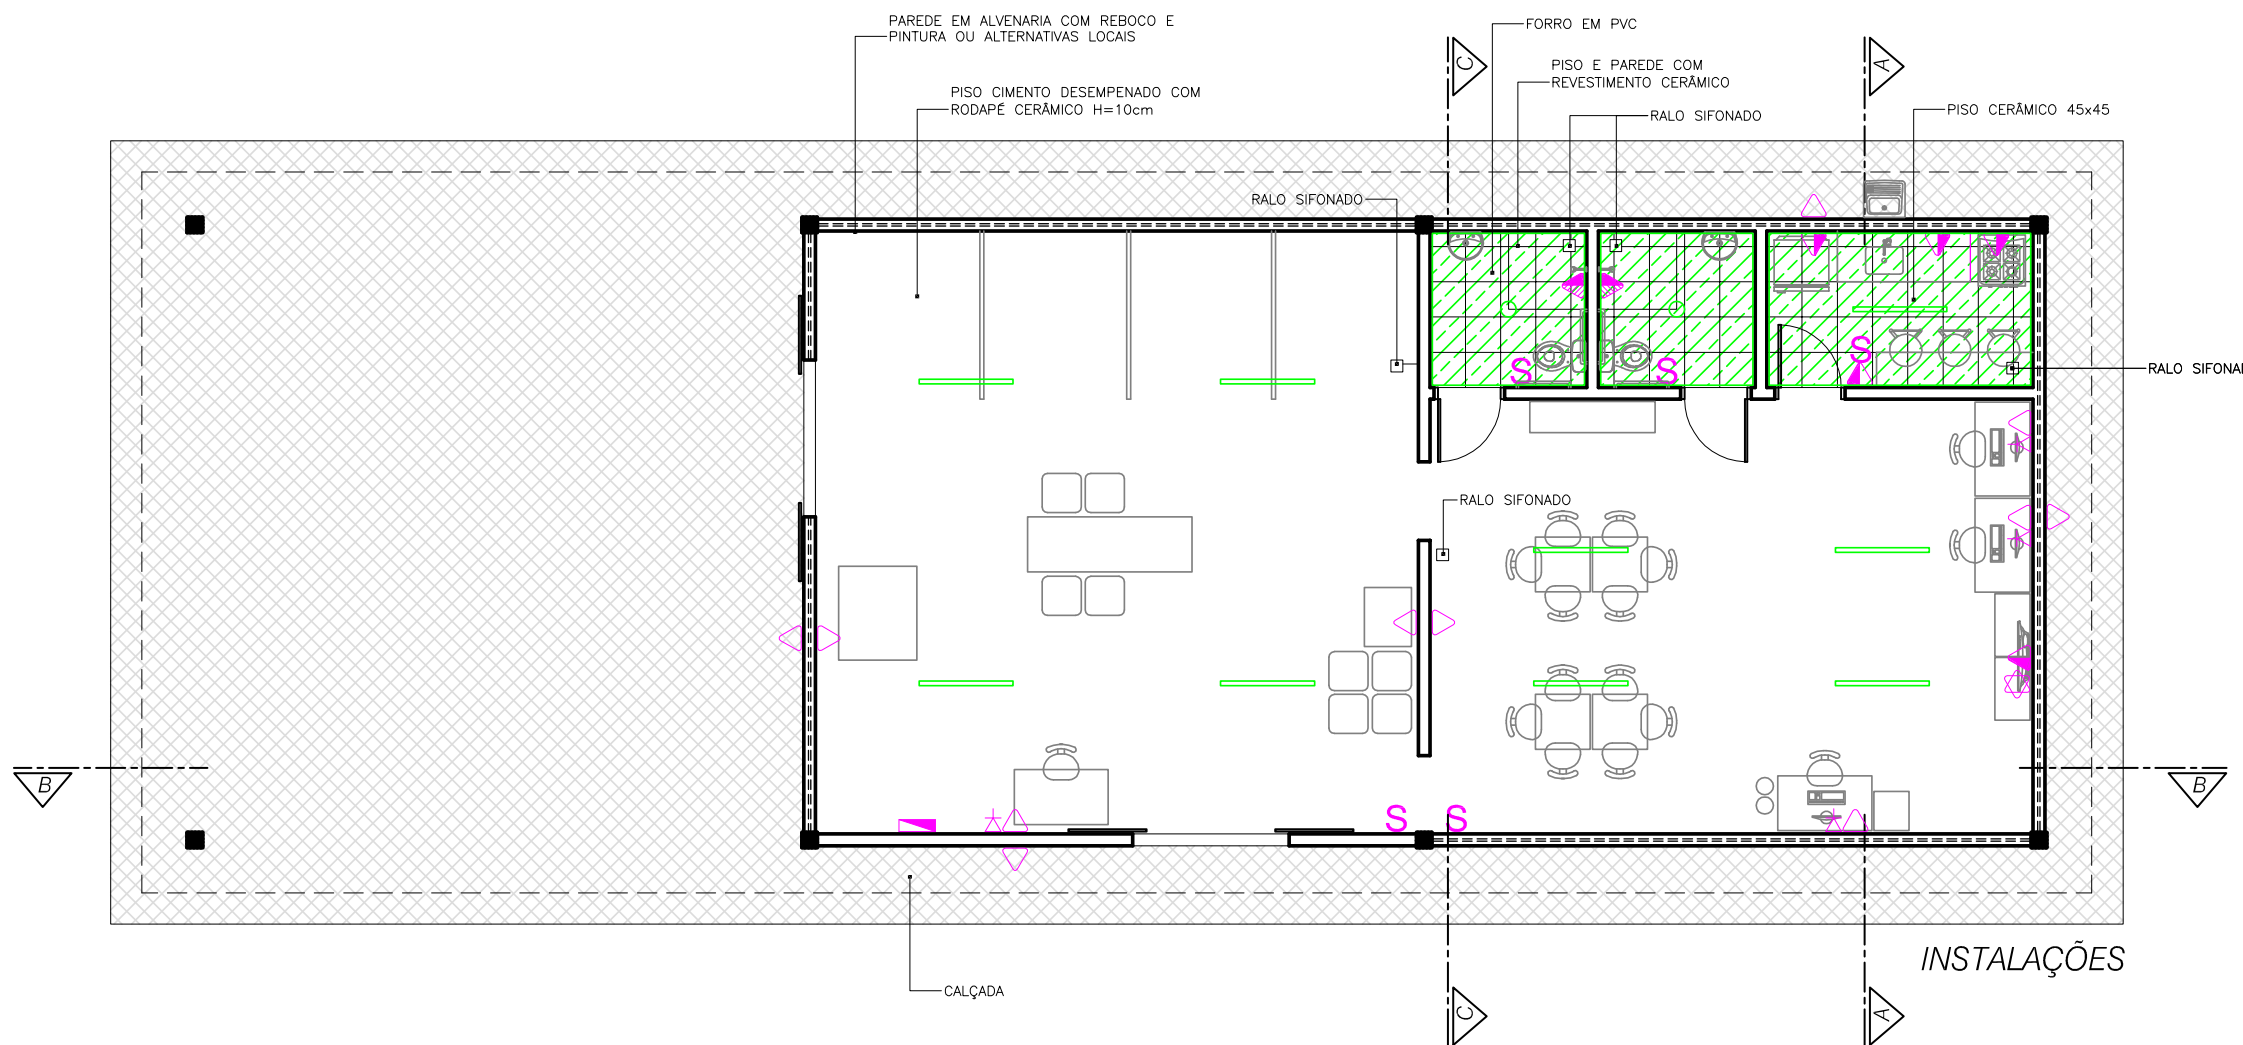 PAREDE EM ALVENARIA COM REBOCO E
PINTURA OU ALTERNATIVAS LOCAIS
FORRO EM PVC
C
A
PISO E PAREDE COM
REVESTIMENTO CERÂMICO
PISO CIMENTO DESEMPENADO COM
RODAPÉ CERÂMICO H=10cm
RALO SIFONADO
PISO CERÂMICO 45x45
RALO SIFONADO
S
S
S
RALO SIFONA
RALO SIFONADO
B
B
S
S
INSTALAÇÕES
CALÇADA
C
A